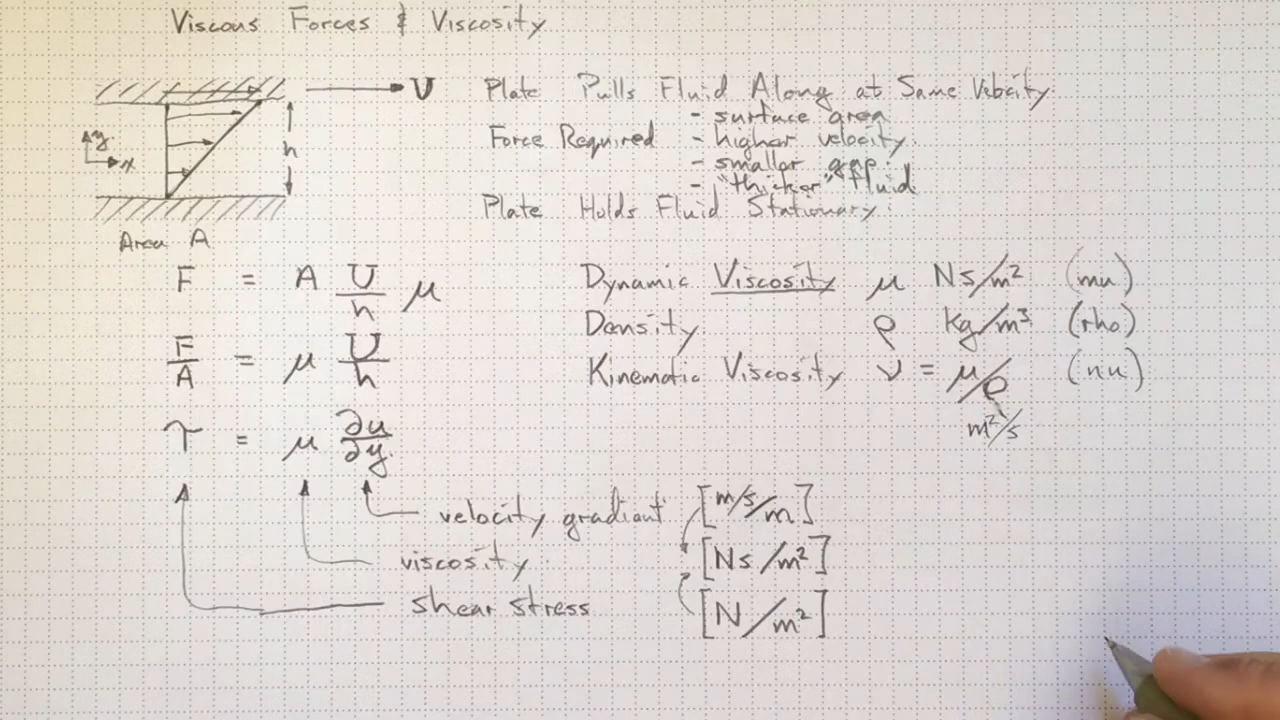 Viscous Forces & Viscosity
U Plate Pulls Fluid Along at Same Velocity.
- surface area
y Force Required - higher velocity.
x h - smaller gap
- "thicker" fluid
Plate Holds Fluid Stationary.
Area A
F = A U/h μ Dynamic Viscosity μ Ns/m² (mu)
Density ρ kg/m³ (rho)
F/A = μ U/h Kinematic Viscosity ν = μ/ρ (nu)
m²/s
τ = μ ∂u/∂y
velocity gradient [m/s/m]
viscosity [Ns/m²]
shear stress [N/m²]